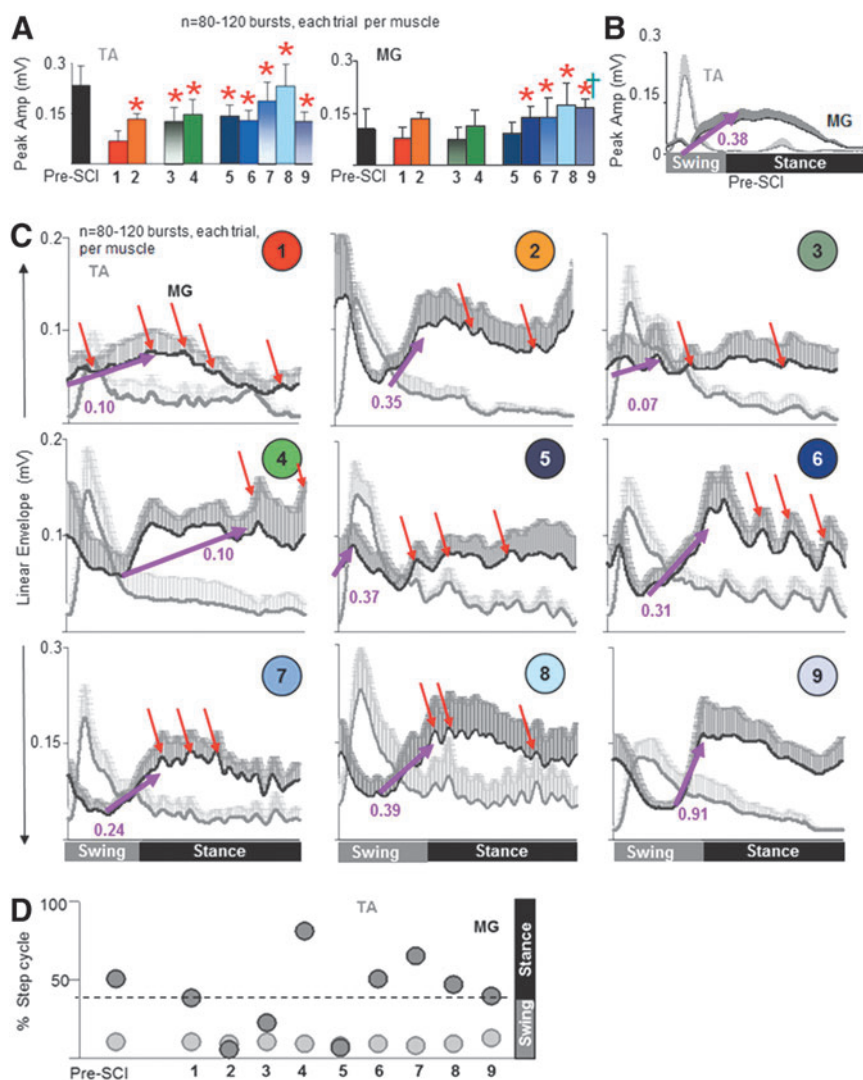 A
n=80-120 bursts, each trial per muscle
B
Peak Amp (mV)
0.3
0.15
TA
* * * * * * * *
Pre-SCI 1 2 3 4 5 6 7 8 9
Peak Amp (mV)
0.3
0.15
MG
* * * * †
Pre-SCI 1 2 3 4 5 6 7 8 9
Peak Amp (mV)
0.3
0.15
0
TA
MG
0.38
Swing Stance
Pre-SCI
C
n=80-120 bursts, each trial,
per muscle
Linear Envelope (mV)
0.2
0.1
TA
MG
1
0.10
2
0.35
3
0.07
0.2
0.1
0
4
0.10
5
0.37
6
0.31
0.3
0.15
7
0.24
8
0.39
9
0.91
Swing Stance
Swing Stance
Swing Stance
D
TA
MG
% Step cycle
100
50
Stance
Swing
Pre-SCI 1 2 3 4 5 6 7 8 9